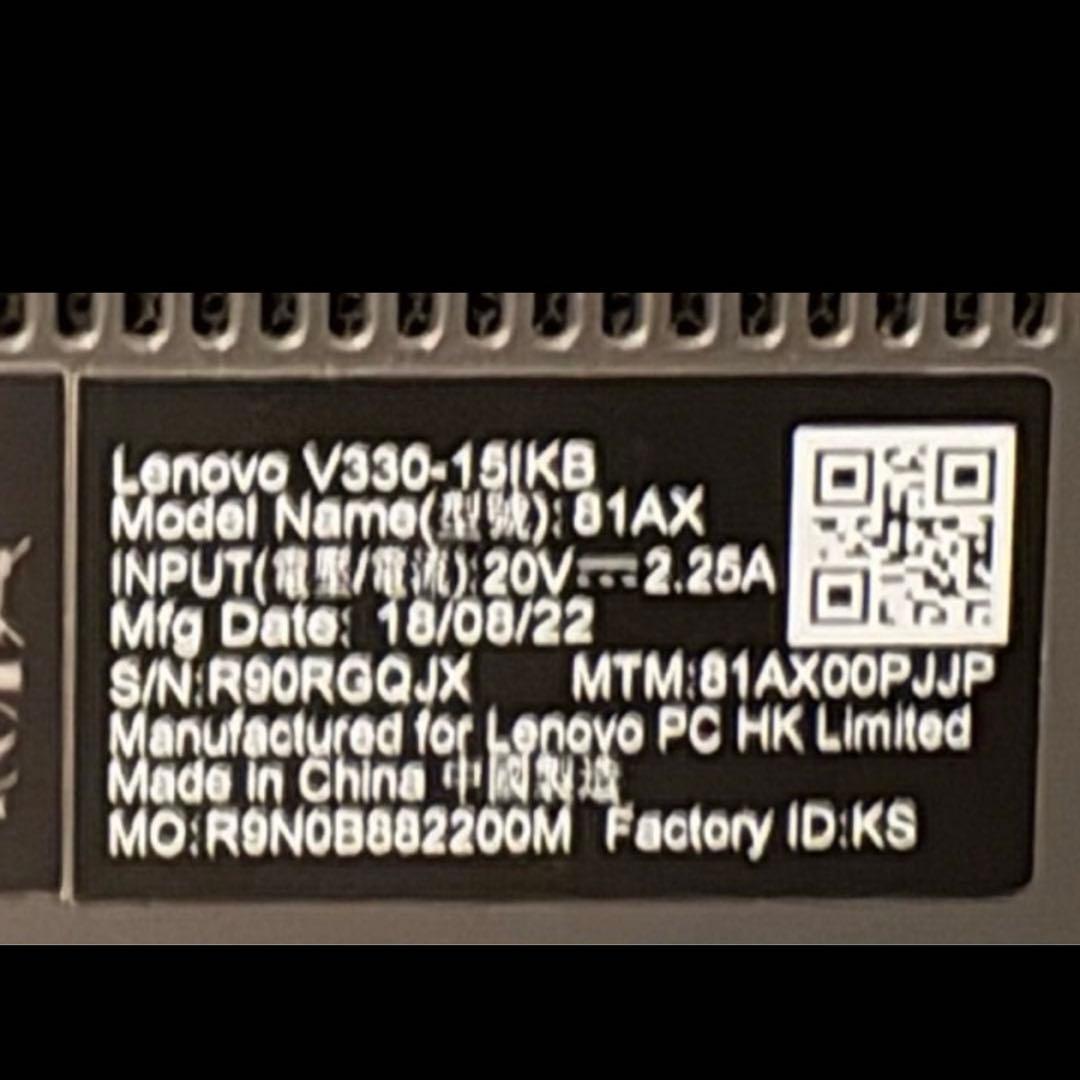 Lenovo V330-15IKB
Model Name(型號): 81AX
INPUT(電壓/電流): 20V⎓2.25A
Mfg Date: 18/08/22
S/N:R90RGQJX MTM:81AX00PJJP
Manufactured for Lenovo PC HK Limited
Made in China 中國製造
MO:R9N0B882200M Factory ID:KS